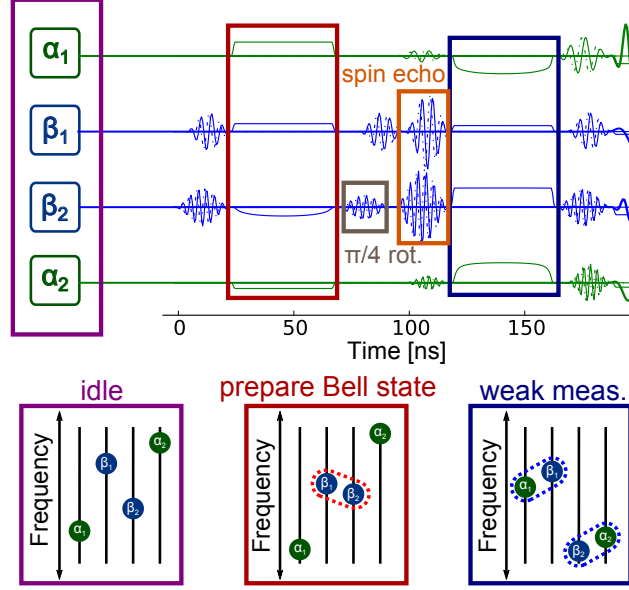 α1
spin echo
β1
β2
π/4 rot.
α2
0 50 100 150
Time [ns]
idle prepare Bell state weak meas.
Frequency α1 β1 β2 α2
Frequency α1 β1 β2 α2
Frequency α1 β1 β2 α2